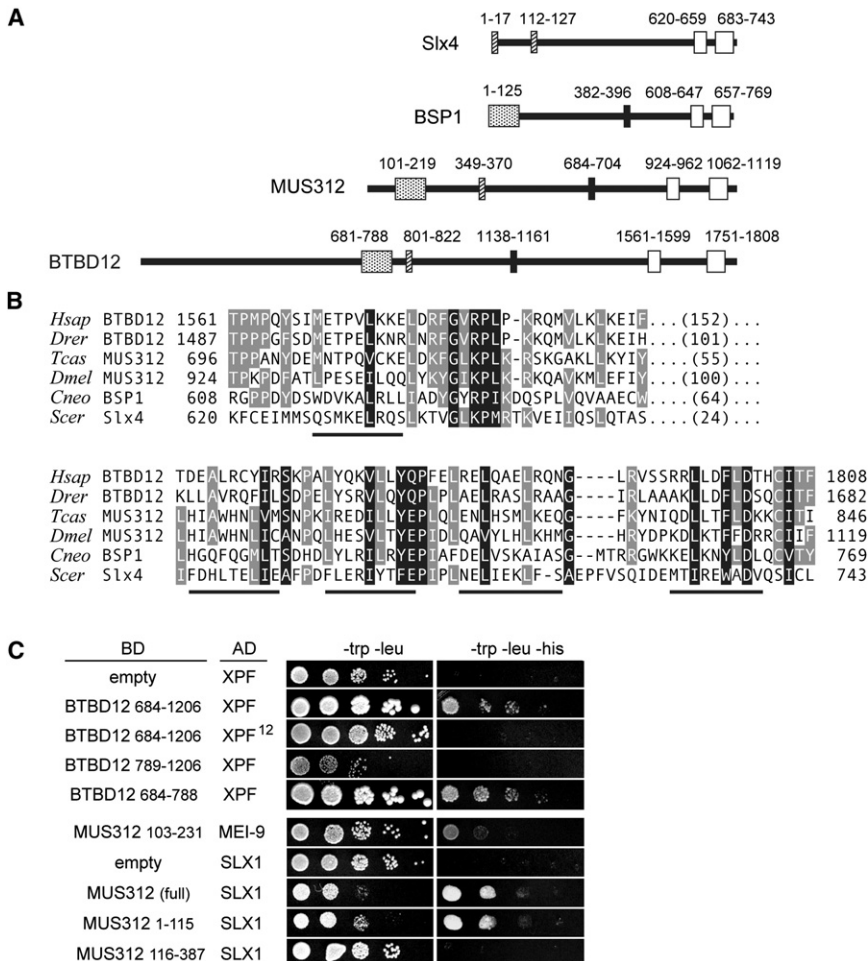 A
1-17 112-127 620-659 683-743
Slx4
1-125 382-396 608-647 657-769
BSP1
101-219 349-370 684-704 924-962 1062-1119
MUS312
681-788 801-822 1138-1161 1561-1599 1751-1808
BTBD12
B
Hsap BTBD12 1561 TPMPQYSIMETPVLKKELDRFGVRPLP-KRQMVLKLKEIF...(152)...
Drer BTBD12 1487 TPPPGFSDMETPELKNRLNRFGVRPLP-KRQMVLKLKEIH...(101)...
Tcas MUS312 696 TPPANYDEMNTPQVCKELDKFGLKPLP-KRSKGAKLLKYIY...(55)...
Dmel MUS312 924 TPKPDFATLPESEILQQLYKYGIKPLP-RKQAVKMLEFIY...(100)...
Cneo BSP1 608 RGPPDYDSWDVKALRLLIADYGYRPIKDQSPLVQVAAECW...(64)...
Scer Slx4 620 KFCEIMMSQSMKELRQSLKTVGLKPMRTKVEIIQSLQTAS...(24)...
Hsap BTBD12 TDEALRCYIRSKPALYQKVLLYQPFELRELQAELRQNG----LRVSSRRLLDFLDTHCITF 1808
Drer BTBD12 KLLAVRQFILSDPELYSRVLQYQPLPLAELRASLRAAG----IRLAAAKLLDFLDSQCITF 1682
Tcas MUS312 LHIAWHNLVMSNPKIREDILLYEPLQLENLHSMLKEQG----FKYNIQDLLTFLDKKCITI 846
Dmel MUS312 LHIAWHNLICANPQLHESILTYEPIDLQAVYLHLKHMG----HRYDPKDLKTFFDRRCIIF 1119
Cneo BSP1 LHGQFQGMLTSDHDLYLRILRYEPIAFDELVSKAIASG--MTRRGWKKELKNYLDLQCVTY 769
Scer Slx4 IFDHLTELIEAFPDFLERIYTFEPIPLNELIEKLF-SAEPFVSQIDEMTIREWADVQSICL 743
C
BD AD -trp -leu -trp -leu -his
empty XPF
BTBD12 684-1206 XPF
BTBD12 684-1206 XPF12
BTBD12 789-1206 XPF
BTBD12 684-788 XPF
MUS312 103-231 MEI-9
empty SLX1
MUS312 (full) SLX1
MUS312 1-115 SLX1
MUS312 116-387 SLX1